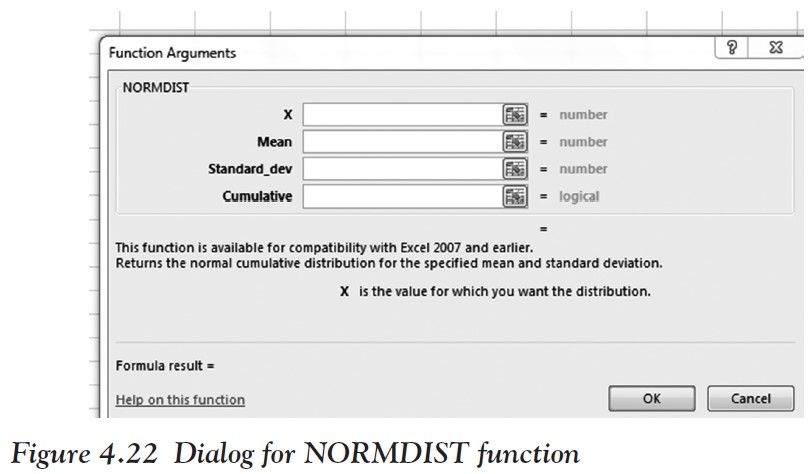 Function Arguments
?
NORMDIST
X = number
Mean = number
Standard_dev = number
Cumulative = logical
=
This function is available for compatibility with Excel 2007 and earlier.
Returns the normal cumulative distribution for the specified mean and standard deviation.
X is the value for which you want the distribution.
Formula result =
Help on this function
OK Cancel
Figure 4.22 Dialog for NORMDIST function